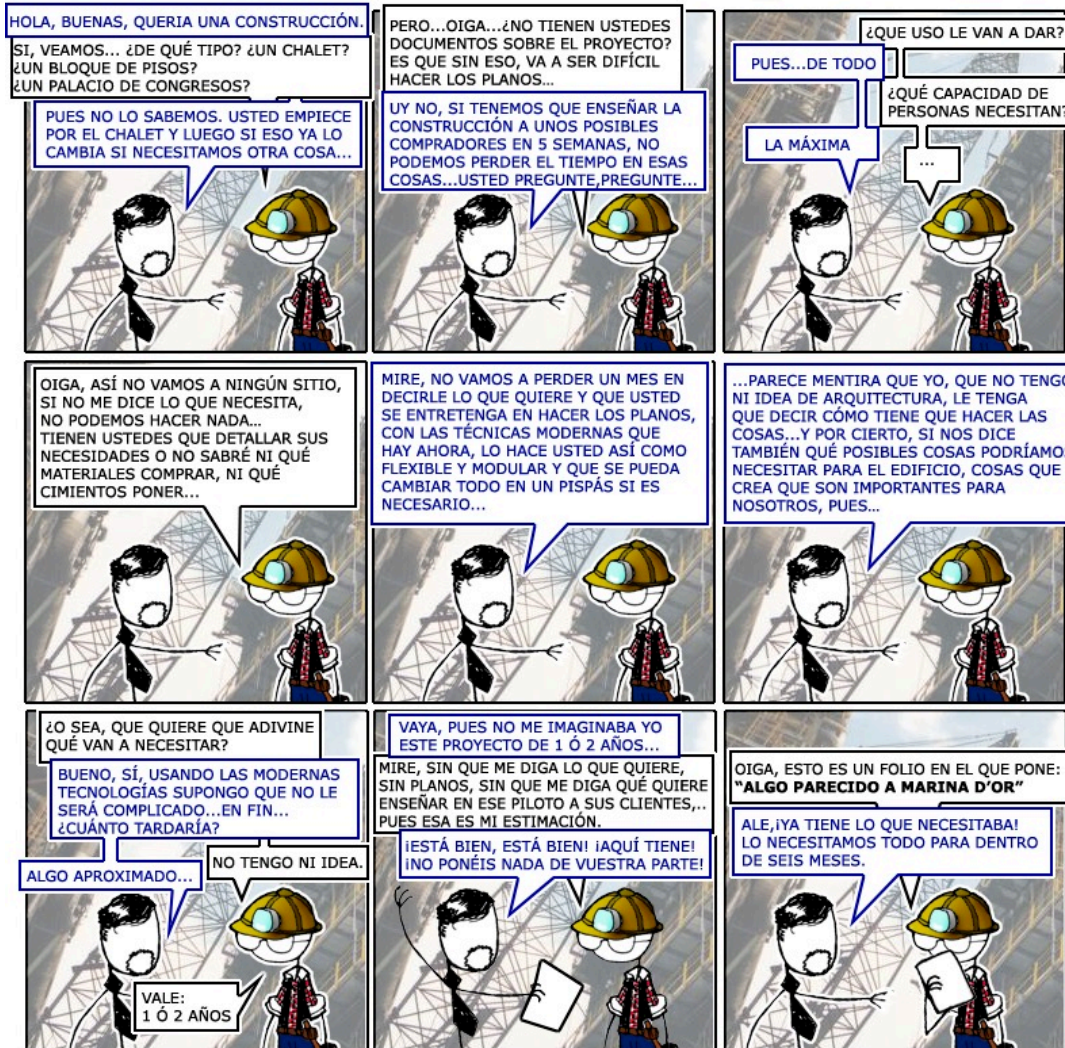 HOLA, BUENAS, QUERIA UNA CONSTRUCCIÓN.
SI, VEAMOS... ¿DE QUÉ TIPO? ¿UN CHALET?
¿UN BLOQUE DE PISOS?
¿UN PALACIO DE CONGRESOS?
PUES NO LO SABEMOS. USTED EMPIECE
POR EL CHALET Y LUEGO SI ESO YA LO
CAMBIA SI NECESITAMOS OTRA COSA...
PERO...OIGA...¿NO TIENEN USTEDES
DOCUMENTOS SOBRE EL PROYECTO?
ES QUE SIN ESO, VA A SER DIFÍCIL
HACER LOS PLANOS...
UY NO, SI TENEMOS QUE ENSEÑAR LA
CONSTRUCCIÓN A UNOS POSIBLES
COMPRADORES EN 5 SEMANAS, NO
PODEMOS PERDER EL TIEMPO EN ESAS
COSAS...USTED PREGUNTE,PREGUNTE...
¿QUE USO LE VAN A DAR?
PUES...DE TODO
¿QUÉ CAPACIDAD DE
PERSONAS NECESITAN?
LA MÁXIMA
...
OIGA, ASÍ NO VAMOS A NINGÚN SITIO,
SI NO ME DICE LO QUE NECESITA,
NO PODEMOS HACER NADA...
TIENEN USTEDES QUE DETALLAR SUS
NECESIDADES O NO SABRÉ NI QUÉ
MATERIALES COMPRAR, NI QUÉ
CIMIENTOS PONER...
MIRE, NO VAMOS A PERDER UN MES EN
DECIRLE LO QUE QUIERE Y QUE USTED
SE ENTRETENGA EN HACER LOS PLANOS,
CON LAS TÉCNICAS MODERNAS QUE
HAY AHORA, LO HACE USTED ASÍ COMO
FLEXIBLE Y MODULAR Y QUE SE PUEDA
CAMBIAR TODO EN UN PISPÁS SI ES
NECESARIO...
...PARECE MENTIRA QUE YO, QUE NO TENGO
NI IDEA DE ARQUITECTURA, LE TENGA
QUE DECIR CÓMO TIENE QUE HACER LAS
COSAS...Y POR CIERTO, SI NOS DICE
TAMBIÉN QUÉ POSIBLES COSAS PODRÍAMOS
NECESITAR PARA EL EDIFICIO, COSAS QUE
CREA QUE SON IMPORTANTES PARA
NOSOTROS, PUES...
¿O SEA, QUE QUIERE QUE ADIVINE
QUÉ VAN A NECESITAR?
BUENO, SÍ, USANDO LAS MODERNAS
TECNOLOGÍAS SUPONGO QUE NO LE
SERÁ COMPLICADO...EN FIN...
¿CUÁNTO TARDARÍA?
NO TENGO NI IDEA.
ALGO APROXIMADO...
VALE:
1 Ó 2 AÑOS
VAYA, PUES NO ME IMAGINABA YO
ESTE PROYECTO DE 1 Ó 2 AÑOS...
MIRE, SIN QUE ME DIGA LO QUE QUIERE,
SIN PLANOS, SIN QUE ME DIGA QUÉ QUIERE
ENSEÑAR EN ESE PILOTO A SUS CLIENTES,..
PUES ESA ES MI ESTIMACIÓN.
¡ESTÁ BIEN, ESTÁ BIEN! ¡AQUÍ TIENE!
¡NO PONÉIS NADA DE VUESTRA PARTE!
OIGA, ESTO ES UN FOLIO EN EL QUE PONE:
"ALGO PARECIDO A MARINA D'OR"
ALE,¡YA TIENE LO QUE NECESITABA!
LO NECESITAMOS TODO PARA DENTRO
DE SEIS MESES.